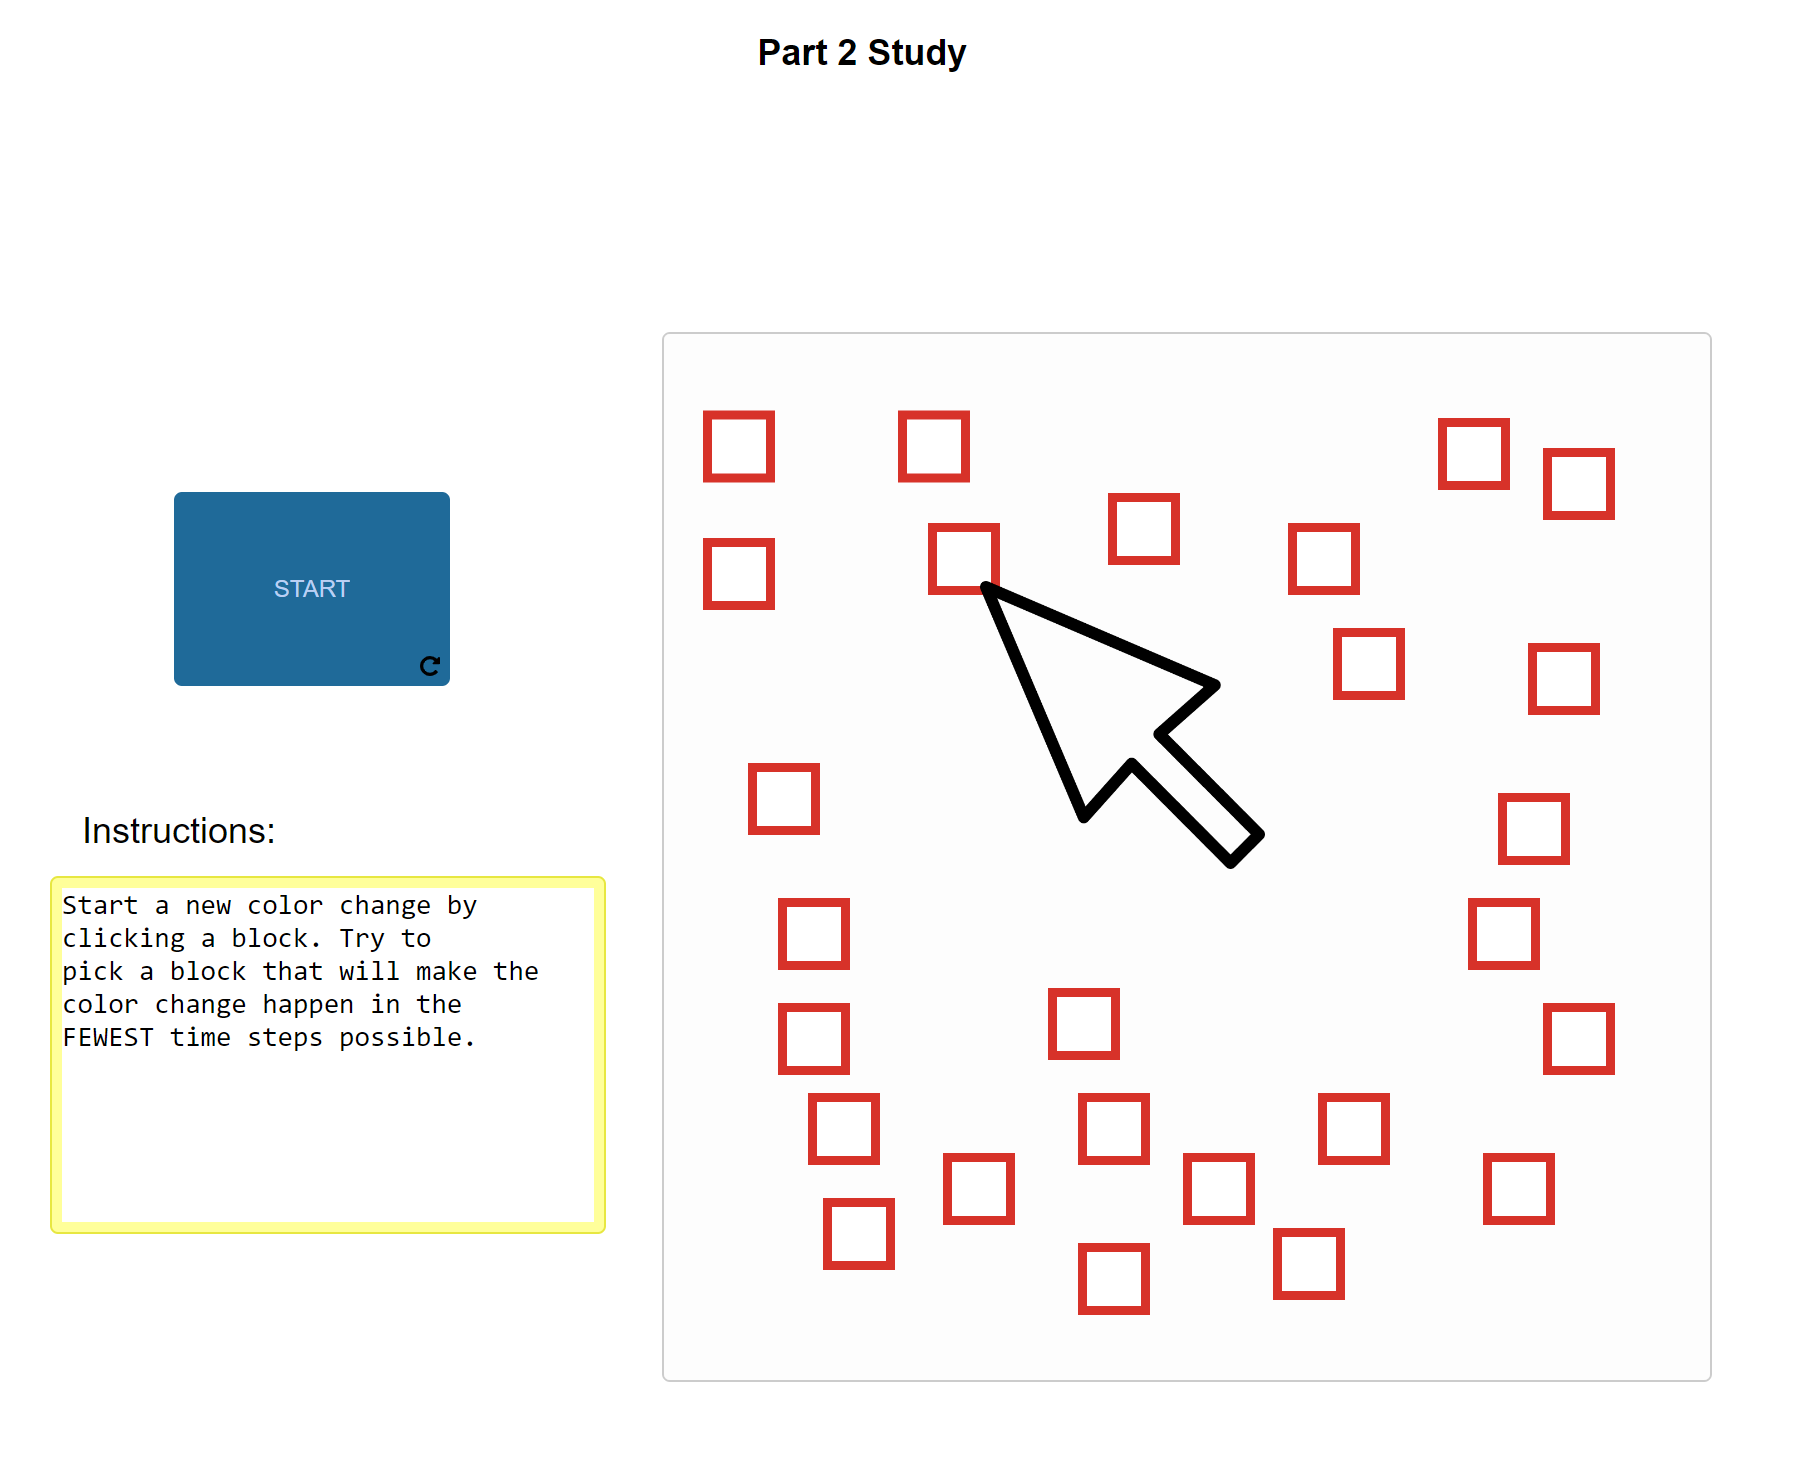 Part 2 Study
START
Instructions:
Start a new color change by
clicking a block. Try to
pick a block that will make the
color change happen in the
FEWEST time steps possible.